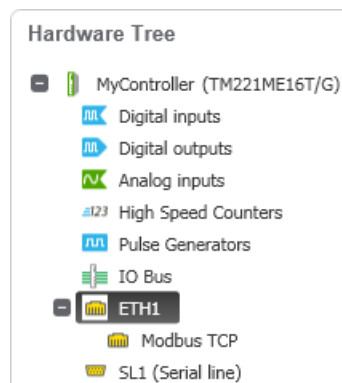 Hardware Tree
MyController (TM221ME16T/G)
Digital inputs
Digital outputs
Analog inputs
123 High Speed Counters
Pulse Generators
IO Bus
ETH1
Modbus TCP
SL1 (Serial line)